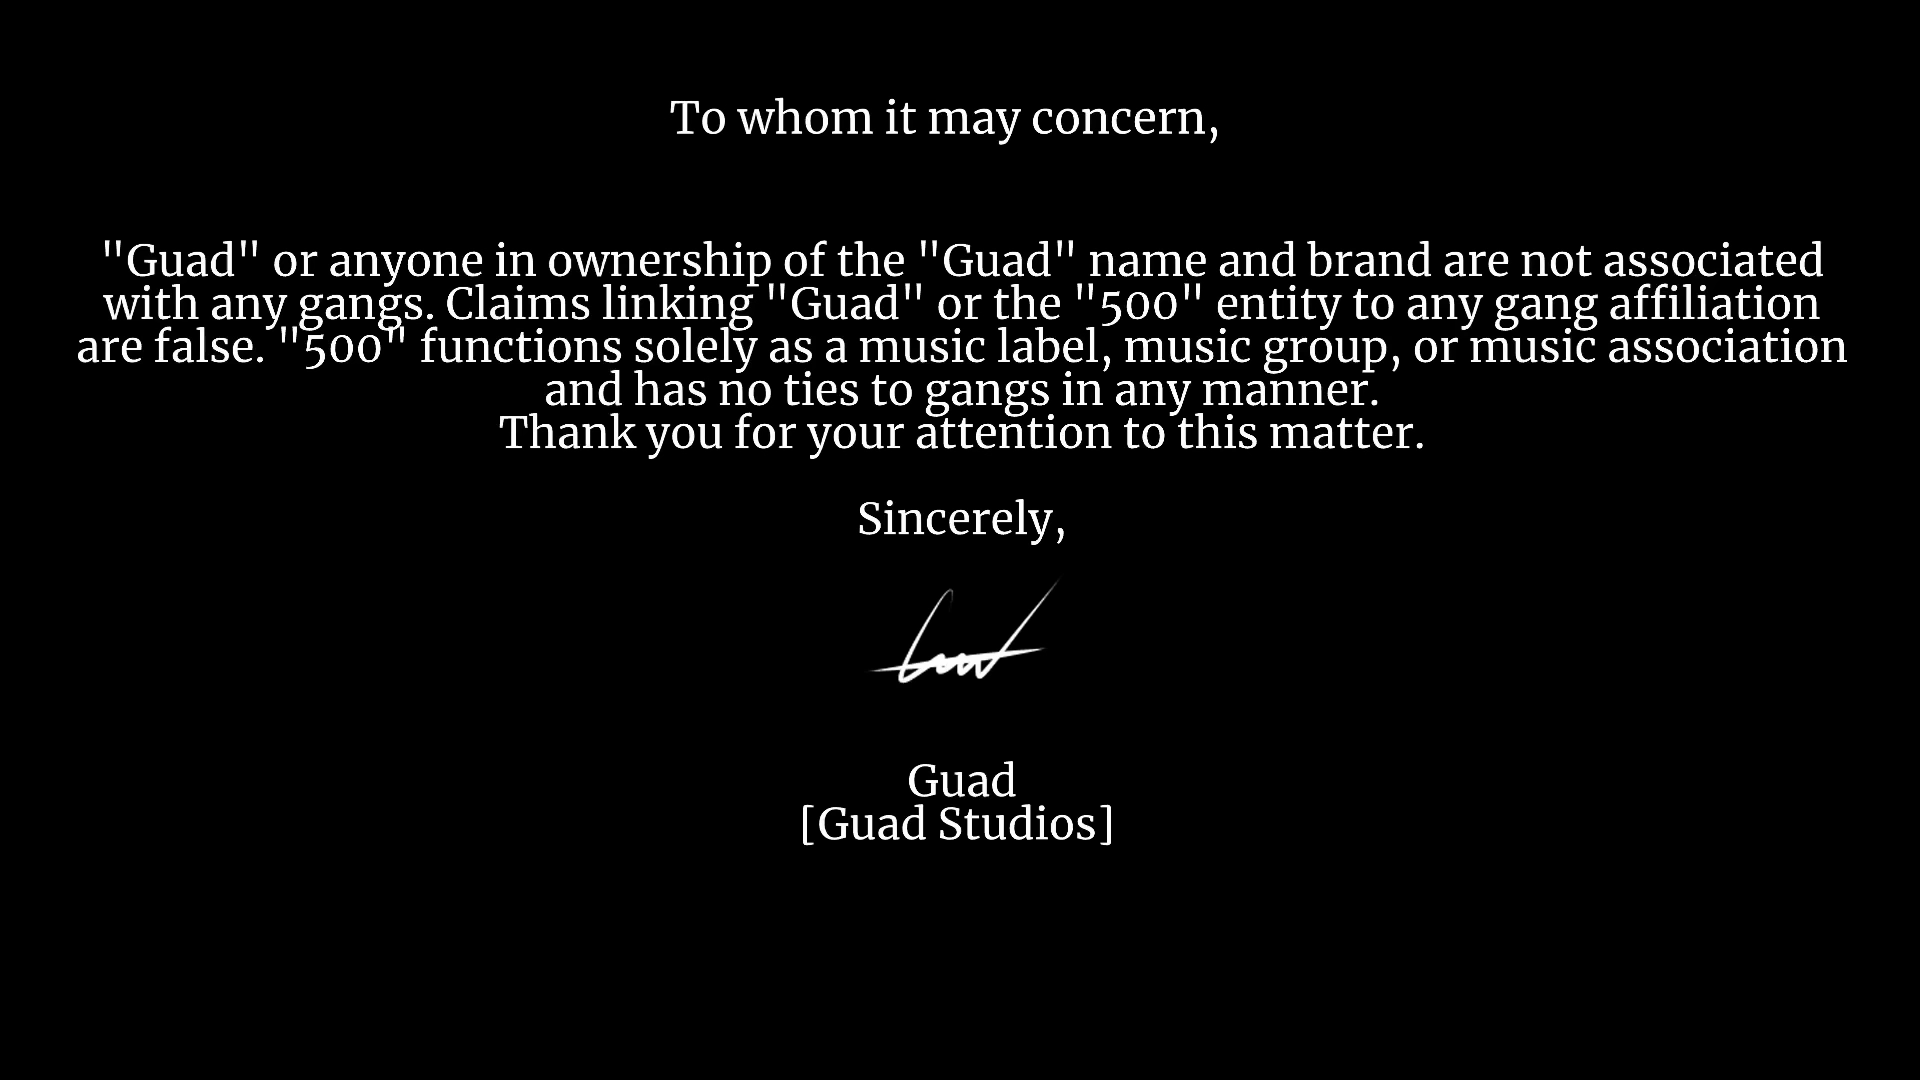 To whom it may concern,
"Guad" or anyone in ownership of the "Guad" name and brand are not associated
with any gangs. Claims linking "Guad" or the "500" entity to any gang affiliation
are false. "500" functions solely as a music label, music group, or music association
and has no ties to gangs in any manner.
Thank you for your attention to this matter.
Sincerely,
Guad
[Guad Studios]